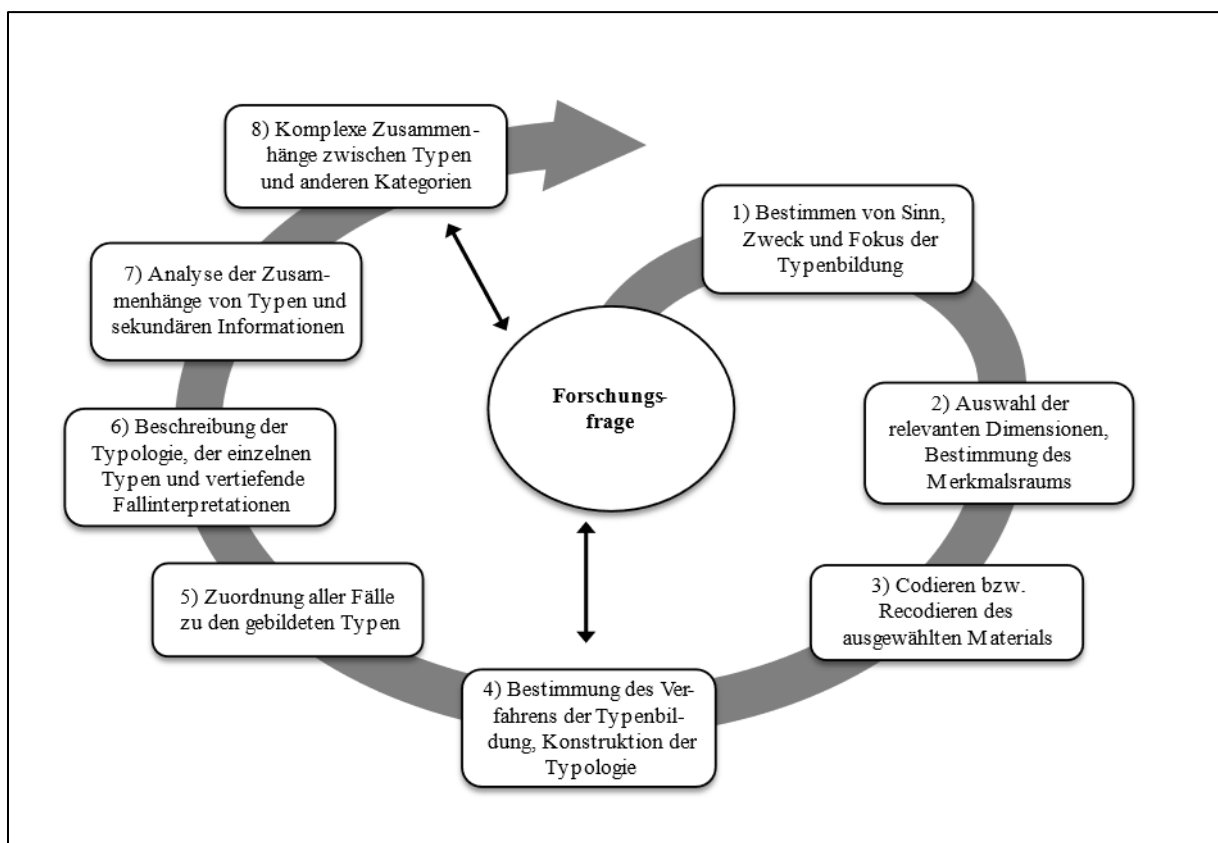 8) Komplexe Zusammen-
hänge zwischen Typen
und anderen Kategorien
1) Bestimmen von Sinn,
Zweck und Fokus der
Typenbildung
7) Analyse der Zusam-
menhänge von Typen und
sekundären Informationen
Forschungs-
frage
2) Auswahl der
relevanten Dimensionen,
Bestimmung des
Merkmalsraums
6) Beschreibung der
Typologie, der einzelnen
Typen und vertiefende
Fallinterpretationen
3) Codieren bzw.
Recodieren des
ausgewählten Materials
5) Zuordnung aller Fälle
zu den gebildeten Typen
4) Bestimmung des Ver-
fahrens der Typenbil-
dung, Konstruktion der
Typologie